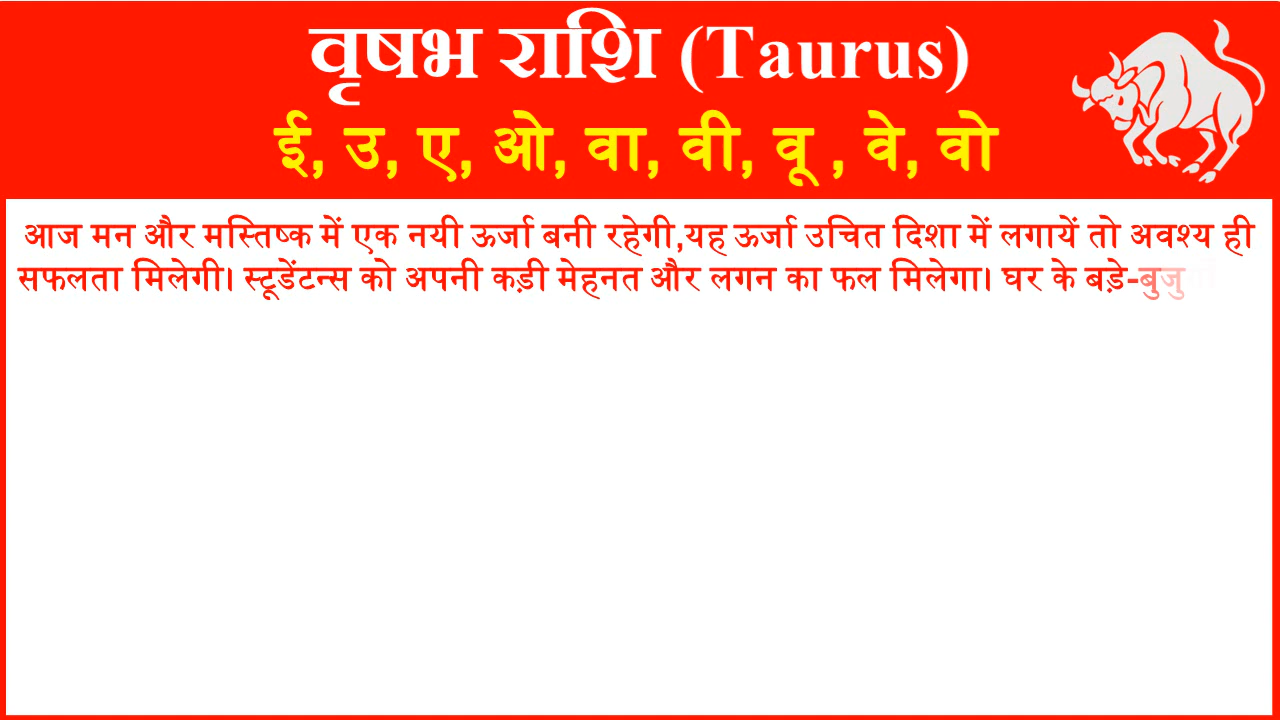 वृषभ राशि (Taurus)
ई, उ, ए, ओ, वा, वी, वू , वे, वो
आज मन और मस्तिष्क में एक नयी ऊर्जा बनी रहेगी,यह ऊर्जा उचित दिशा में लगायें तो अवश्य ही
सफलता मिलेगी। स्टूडेंटन्स को अपनी कड़ी मेहनत और लगन का फल मिलेगा। घर के बड़े-बुजु